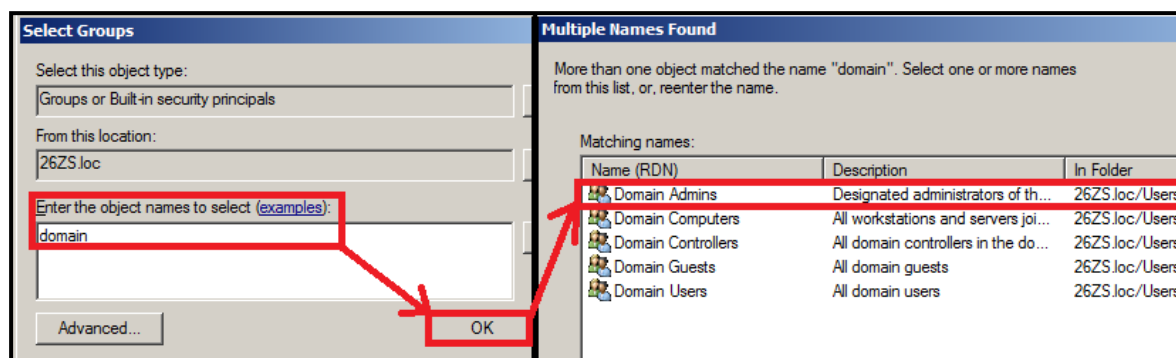 Select Groups
Select this object type:
Groups or Built-in security principals
From this location:
26ZS.loc
Enter the object names to select (examples):
domain
Advanced...
OK
Multiple Names Found
More than one object matched the name "domain". Select one or more names
from this list, or, reenter the name.
Matching names:
Name (RDN) Description In Folder
Domain Admins Designated administrators of th... 26ZS.loc/Users
Domain Computers All workstations and servers joi... 26ZS.loc/Users
Domain Controllers All domain controllers in the do... 26ZS.loc/Users
Domain Guests All domain guests 26ZS.loc/Users
Domain Users All domain users 26ZS.loc/Users